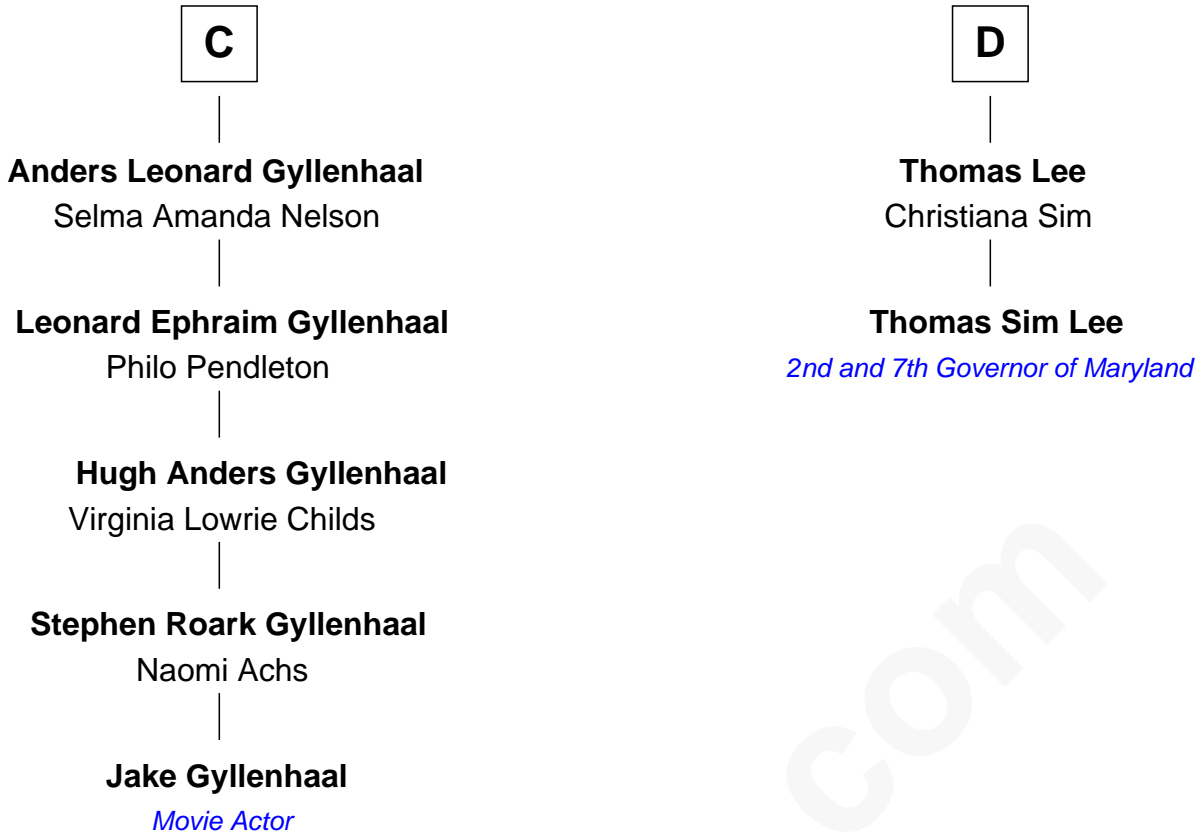 C
Anders Leonard Gyllenhaal
Selma Amanda Nelson
Leonard Ephraim Gyllenhaal
Philo Pendleton
Hugh Anders Gyllenhaal
Virginia Lowrie Childs
Stephen Roark Gyllenhaal
Naomi Achs
Jake Gyllenhaal
Movie Actor
D
Thomas Lee
Christiana Sim
Thomas Sim Lee
2nd and 7th Governor of Maryland
com